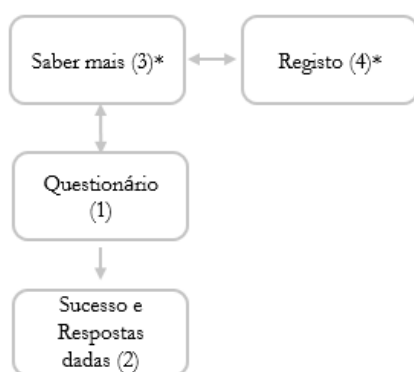 Saber mais (3)*
Registo (4)*
Questionário
(1)
Sucesso e
Respostas
dadas (2)